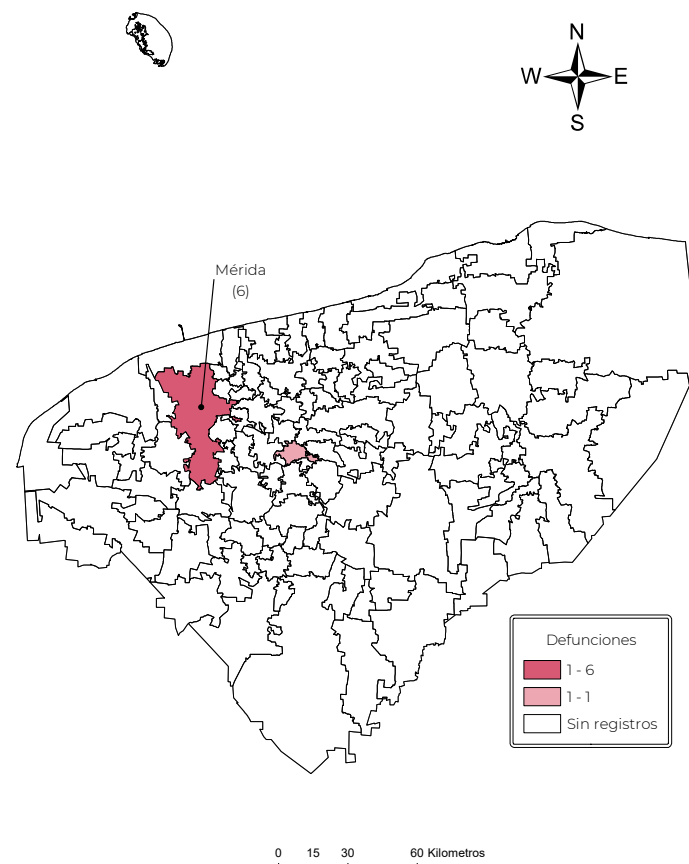 N
W E
S
Mérida
(6)
Defunciones
1 - 6
1 - 1
Sin registros
0 15 30 60 Kilometros